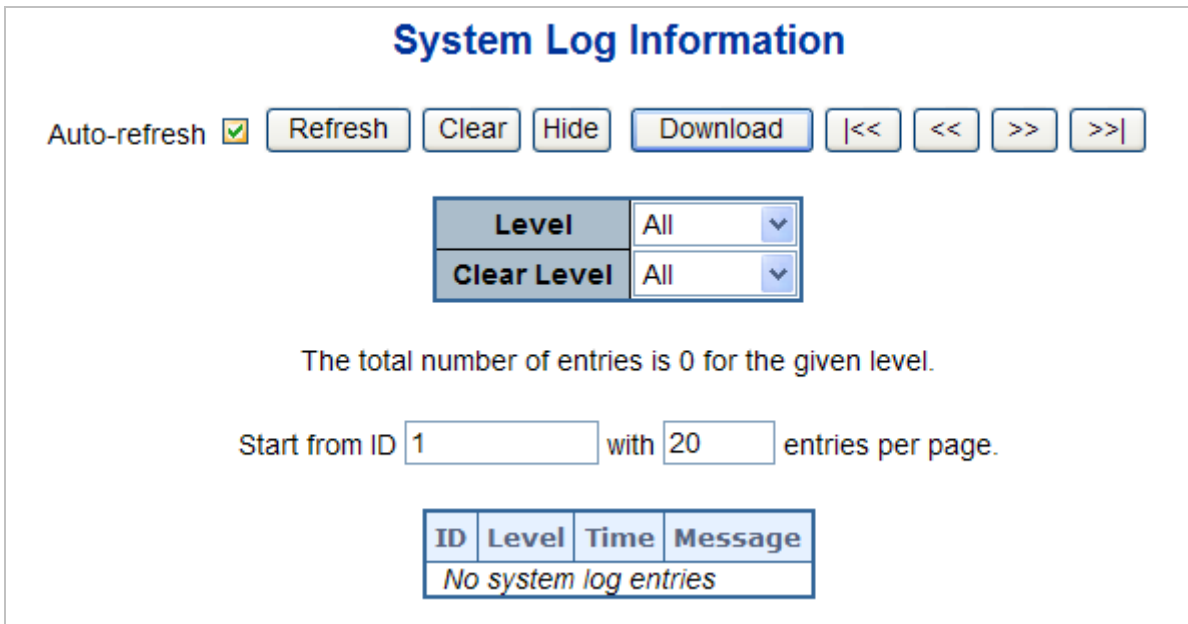 System Log Information
Auto-refresh Refresh Clear Hide Download |<< << >> >>|
Level All
Clear Level All
The total number of entries is 0 for the given level.
Start from ID 1 with 20 entries per page.
ID Level Time Message
No system log entries